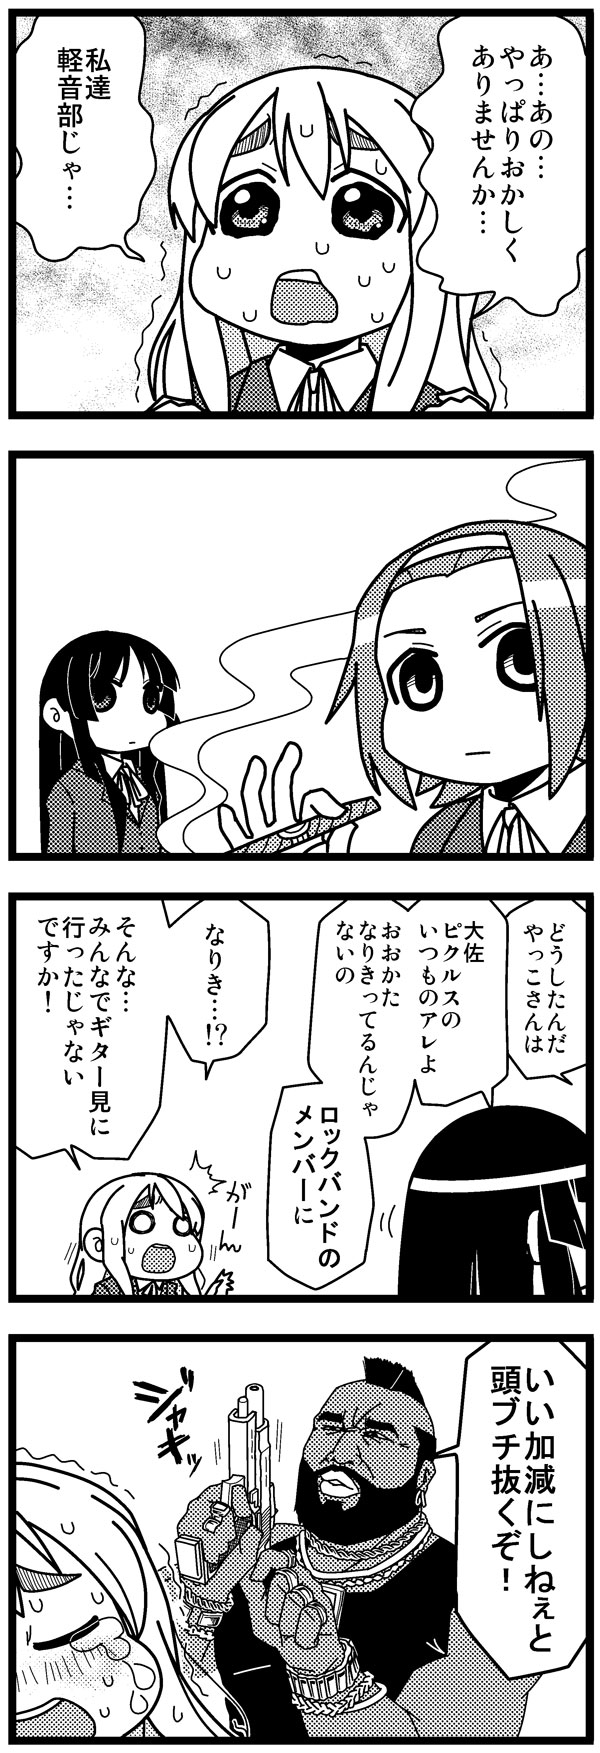 あ…あの…
やっぱりおかしく
ありませんか…
私達
軽音部じゃ…
どうしたんだ
やっこさんは
大佐
ピクルスの
いつものアレよ
おおかた
なりきってるんじゃ
ないの
ロックバンドの
メンバーに
なりき…!?
そんな…
みんなでギター見に
行ったじゃない
ですか!
がーん
いい加減にしねぇと
頭ブチ抜くぞ!
ジャキッ